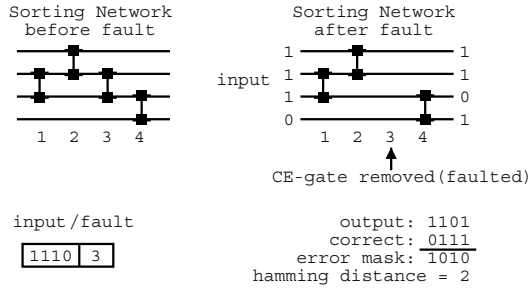 Sorting Network
before fault
1 2 3 4
input/fault
1110 3
Sorting Network
after fault
input
1 1
1 1
1 0
0 1
1 2 3 4
CE-gate removed(faulted)
output: 1101
correct: 0111
error mask: 1010
hamming distance = 2